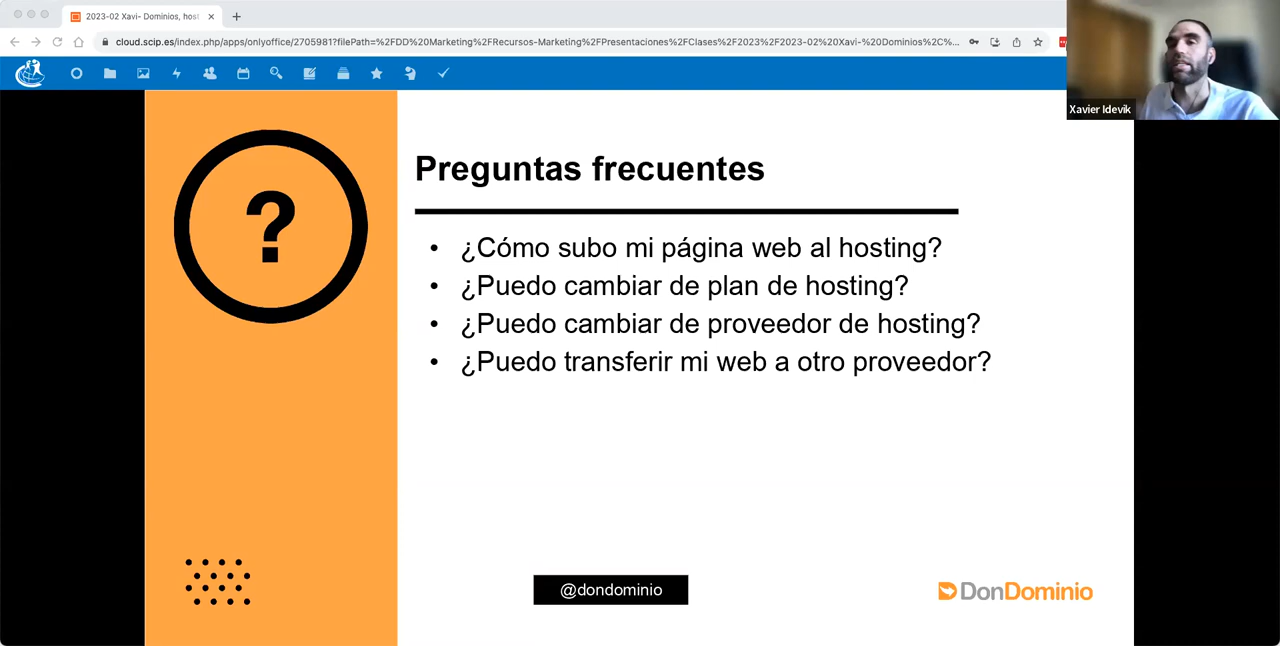 2023-02 Xavi- Dominios, host
cloud.scip.es/index.php/apps/onlyoffice/2705981?filePath=%2FDD%20Marketing%2FRecursos-Marketing%2FPresentaciones%2FClases%2F2023%2F2023-02%20Xavi-%20Dominios%2C%...
Xavier Idevik
?
Preguntas frecuentes
• ¿Cómo subo mi página web al hosting?
• ¿Puedo cambiar de plan de hosting?
• ¿Puedo cambiar de proveedor de hosting?
• ¿Puedo transferir mi web a otro proveedor?
@dondominio
DonDominio